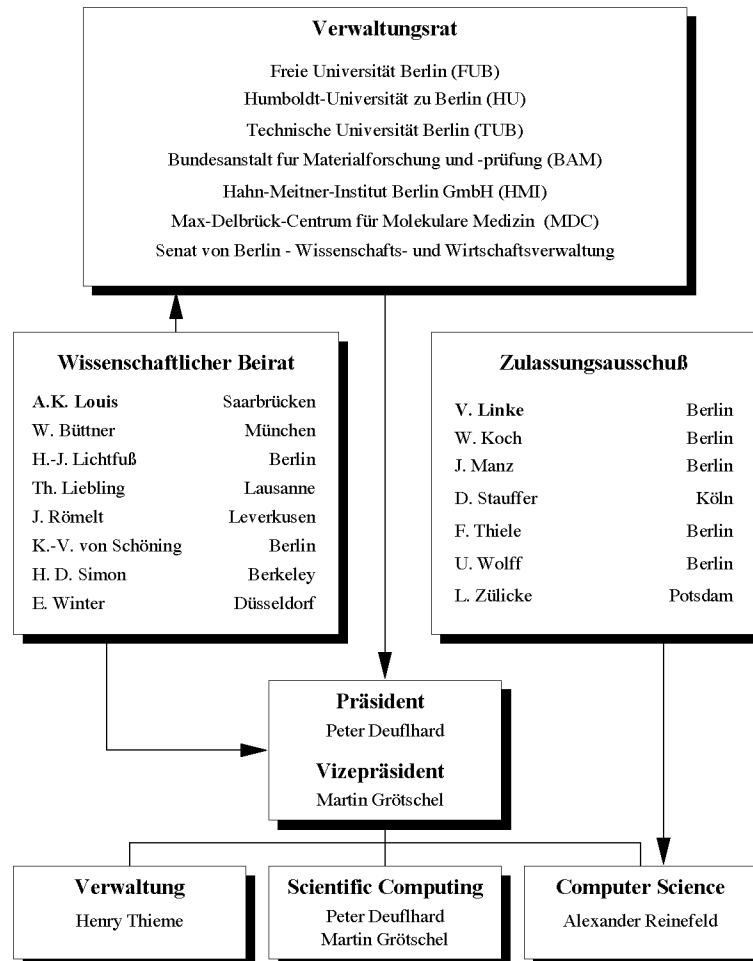 Verwaltungsrat
Freie Universität Berlin (FUB)
Humboldt-Universität zu Berlin (HU)
Technische Universität Berlin (TUB)
Bundesanstalt fur Materialforschung und -prüfung (BAM)
Hahn-Meitner-Institut Berlin GmbH (HMI)
Max-Delbrück-Centrum für Molekulare Medizin (MDC)
Senat von Berlin - Wissenschafts- und Wirtschaftsverwaltung
Wissenschaftlicher Beirat
A.K. Louis Saarbrücken
W. Büttner München
H.-J. Lichtfuß Berlin
Th. Liebling Lausanne
J. Römelt Leverkusen
K.-V. von Schöning Berlin
H. D. Simon Berkeley
E. Winter Düsseldorf
Zulassungsausschuß
V. Linke Berlin
W. Koch Berlin
J. Manz Berlin
D. Stauffer Köln
F. Thiele Berlin
U. Wolff Berlin
L. Zülicke Potsdam
Präsident
Peter Deuflhard
Vizepräsident
Martin Grötschel
Verwaltung
Henry Thieme
Scientific Computing
Peter Deuflhard
Martin Grötschel
Computer Science
Alexander Reinefeld